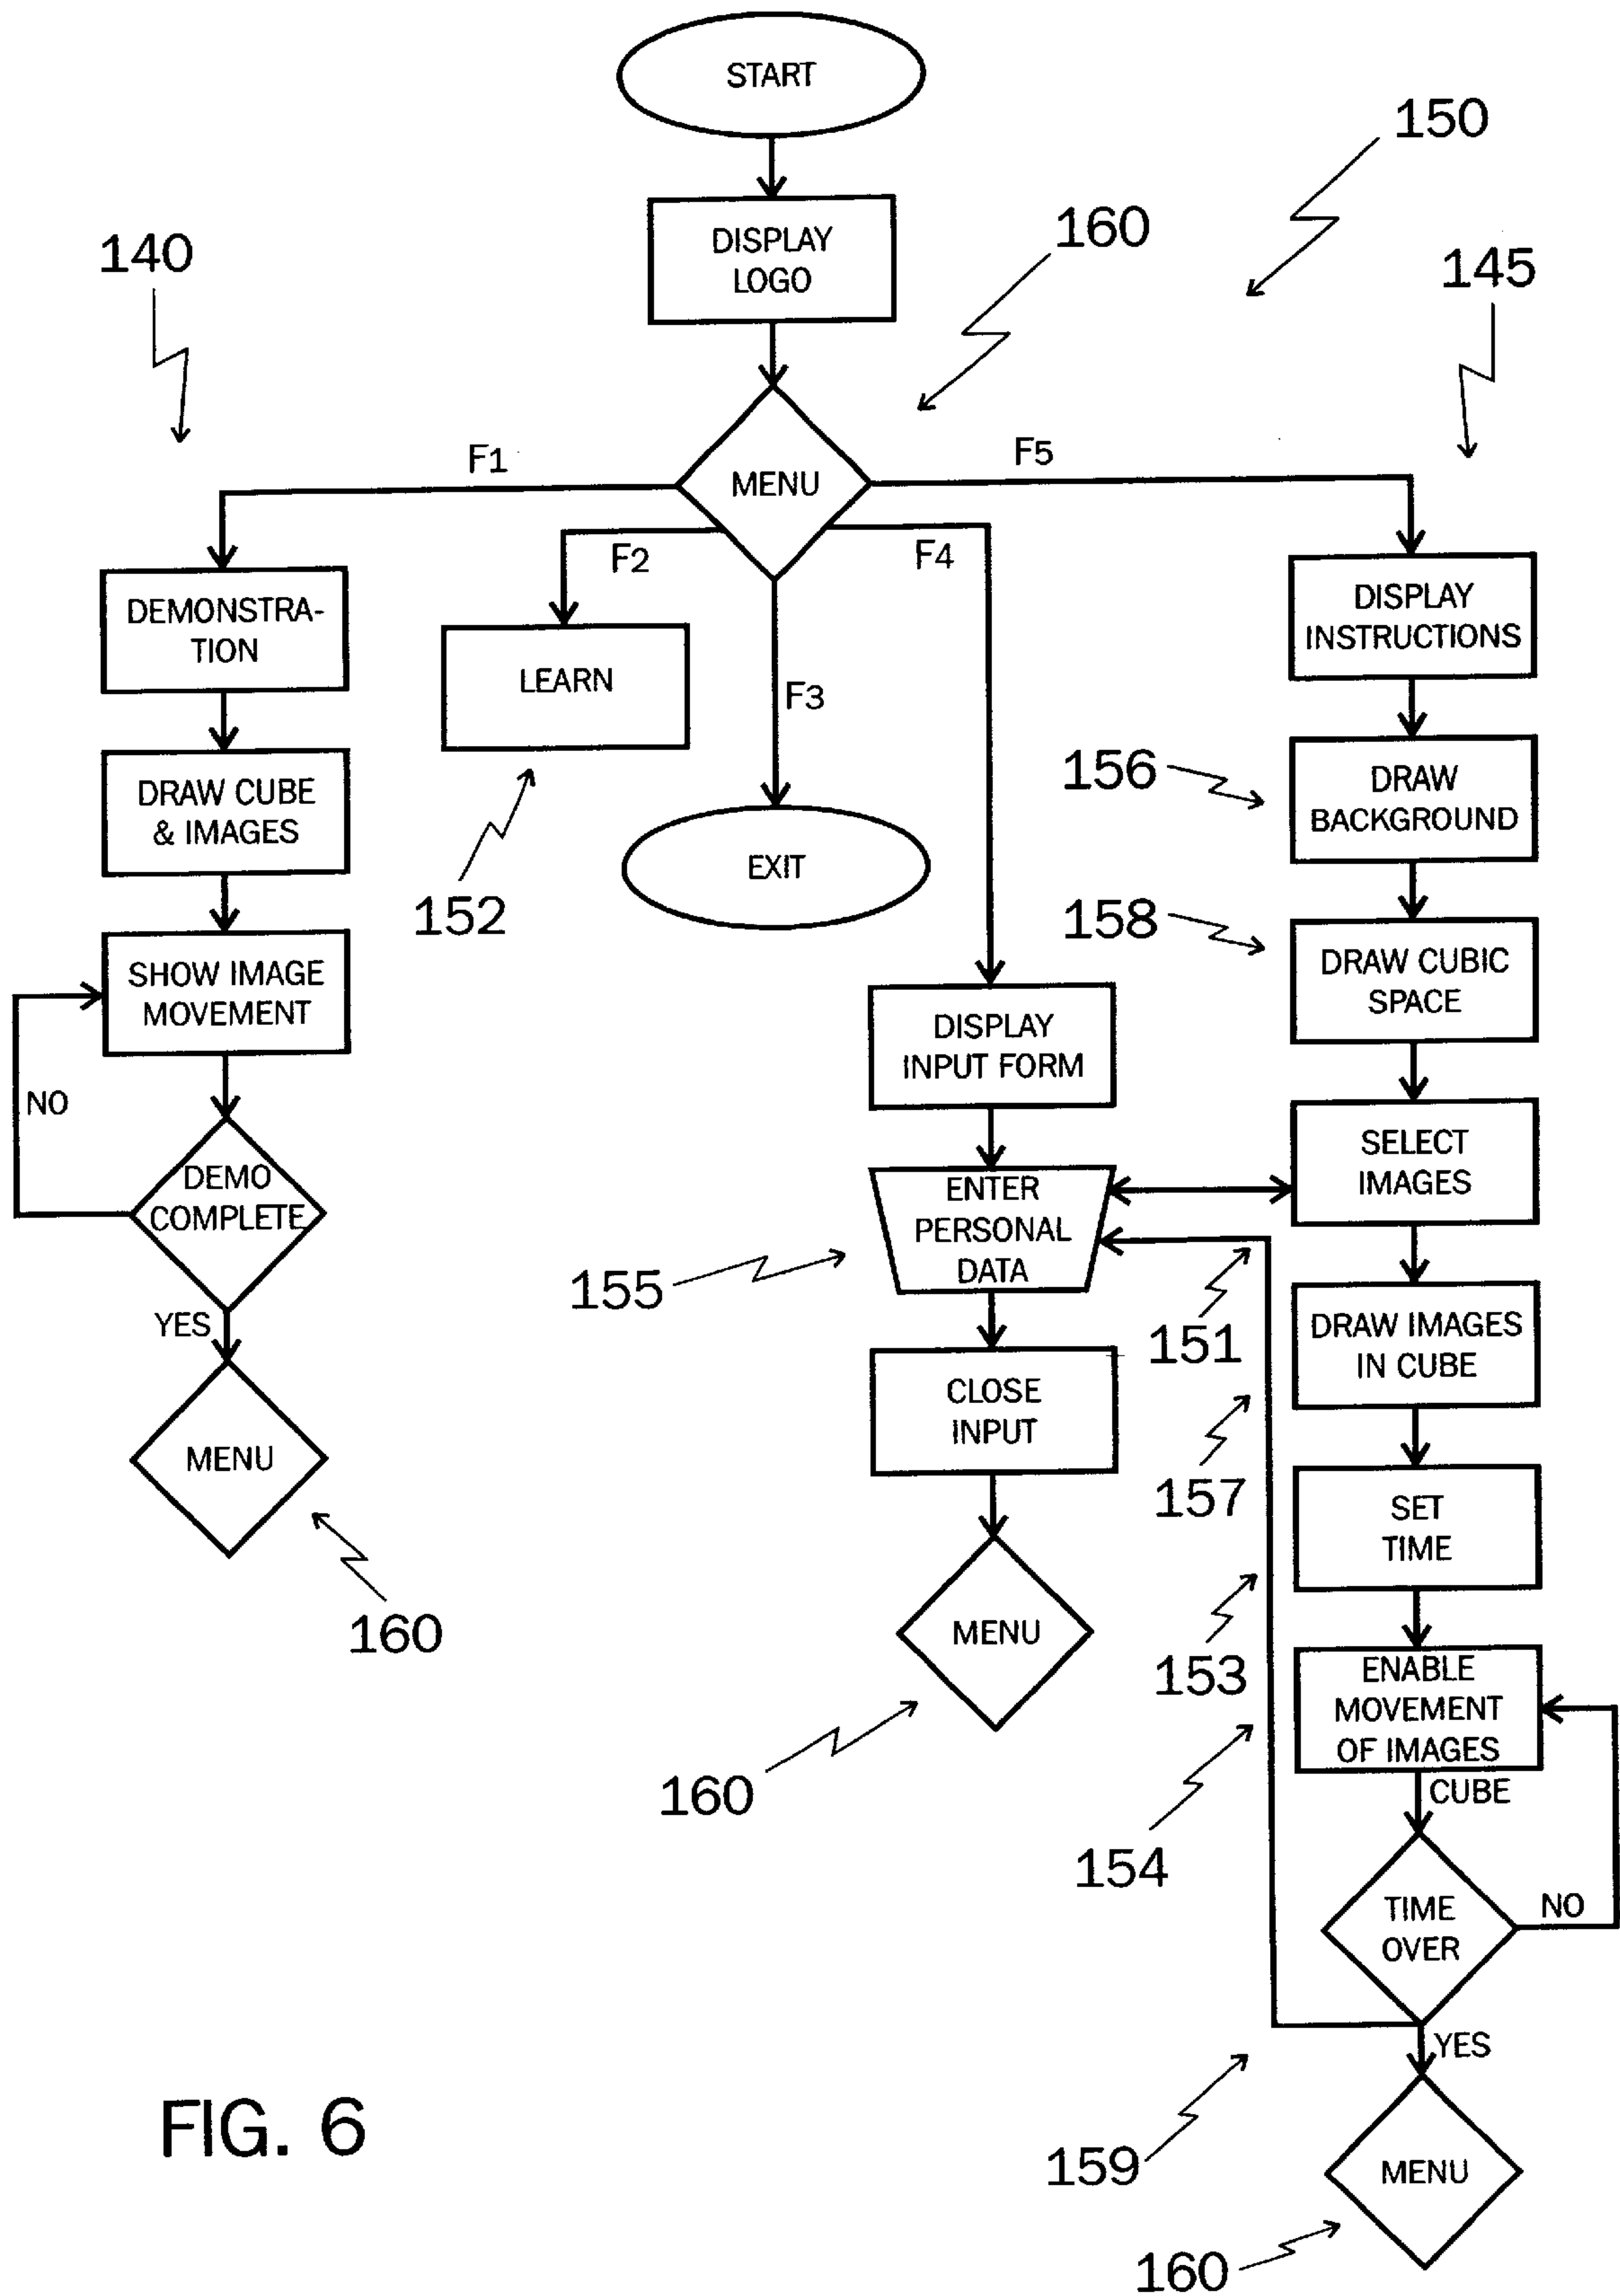 START
150
DISPLAY
LOGO
160
140
145
F1
MENU
F5
F2
F4
DEMONSTRA-
TION
LEARN
F3
DISPLAY
INSTRUCTIONS
156
DRAW
BACKGROUND
DRAW CUBE
& IMAGES
EXIT
152
158
DRAW CUBIC
SPACE
SHOW IMAGE
MOVEMENT
DISPLAY
INPUT FORM
NO
SELECT
IMAGES
DEMO
COMPLETE
ENTER
PERSONAL
DATA
155
151
DRAW IMAGES
IN CUBE
YES
CLOSE
INPUT
MENU
157
SET
TIME
160
MENU
153
ENABLE
MOVEMENT
OF IMAGES
CUBE
160
154
TIME
OVER
NO
YES
FIG. 6
159
MENU
160